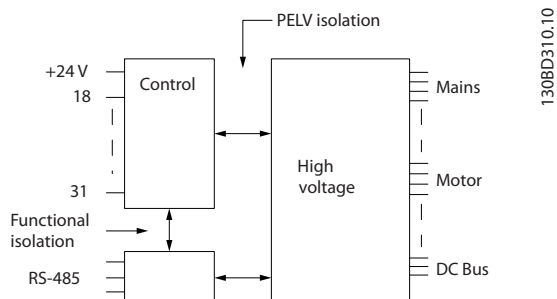 PELV isolation
130BD310.10
+24 V
Control
Mains
18
High
voltage
Motor
31
Functional
isolation
RS-485
DC Bus